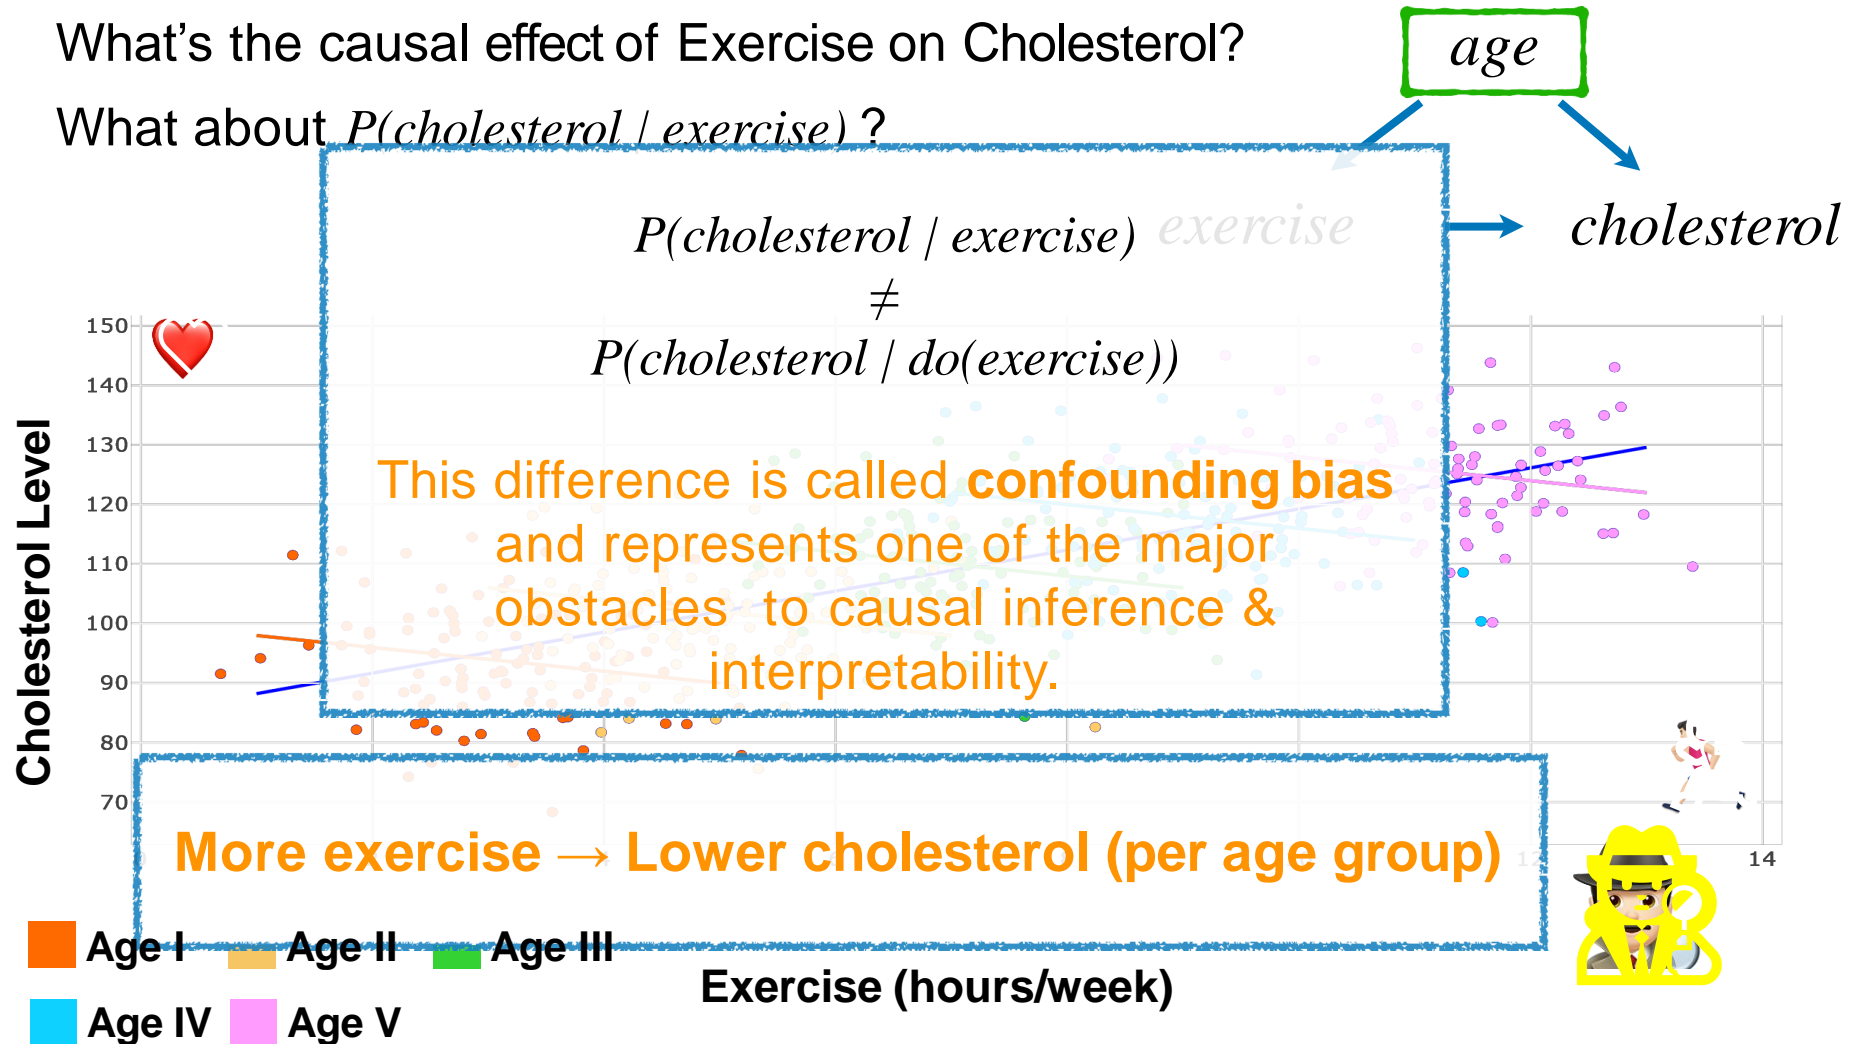 What's the causal effect of Exercise on Cholesterol?
age
What about P(cholesterol | exercise) ?
P(cholesterol | exercise)
exercise
cholesterol
≠
P(cholesterol | do(exercise))
This difference is called confounding bias
and represents one of the major
obstacles to causal inference &
interpretability.
Cholesterol Level
150
140
130
120
110
100
90
80
70
More exercise → Lower cholesterol (per age group)
12
14
Age I
Age II
Age III
Exercise (hours/week)
Age IV
Age V